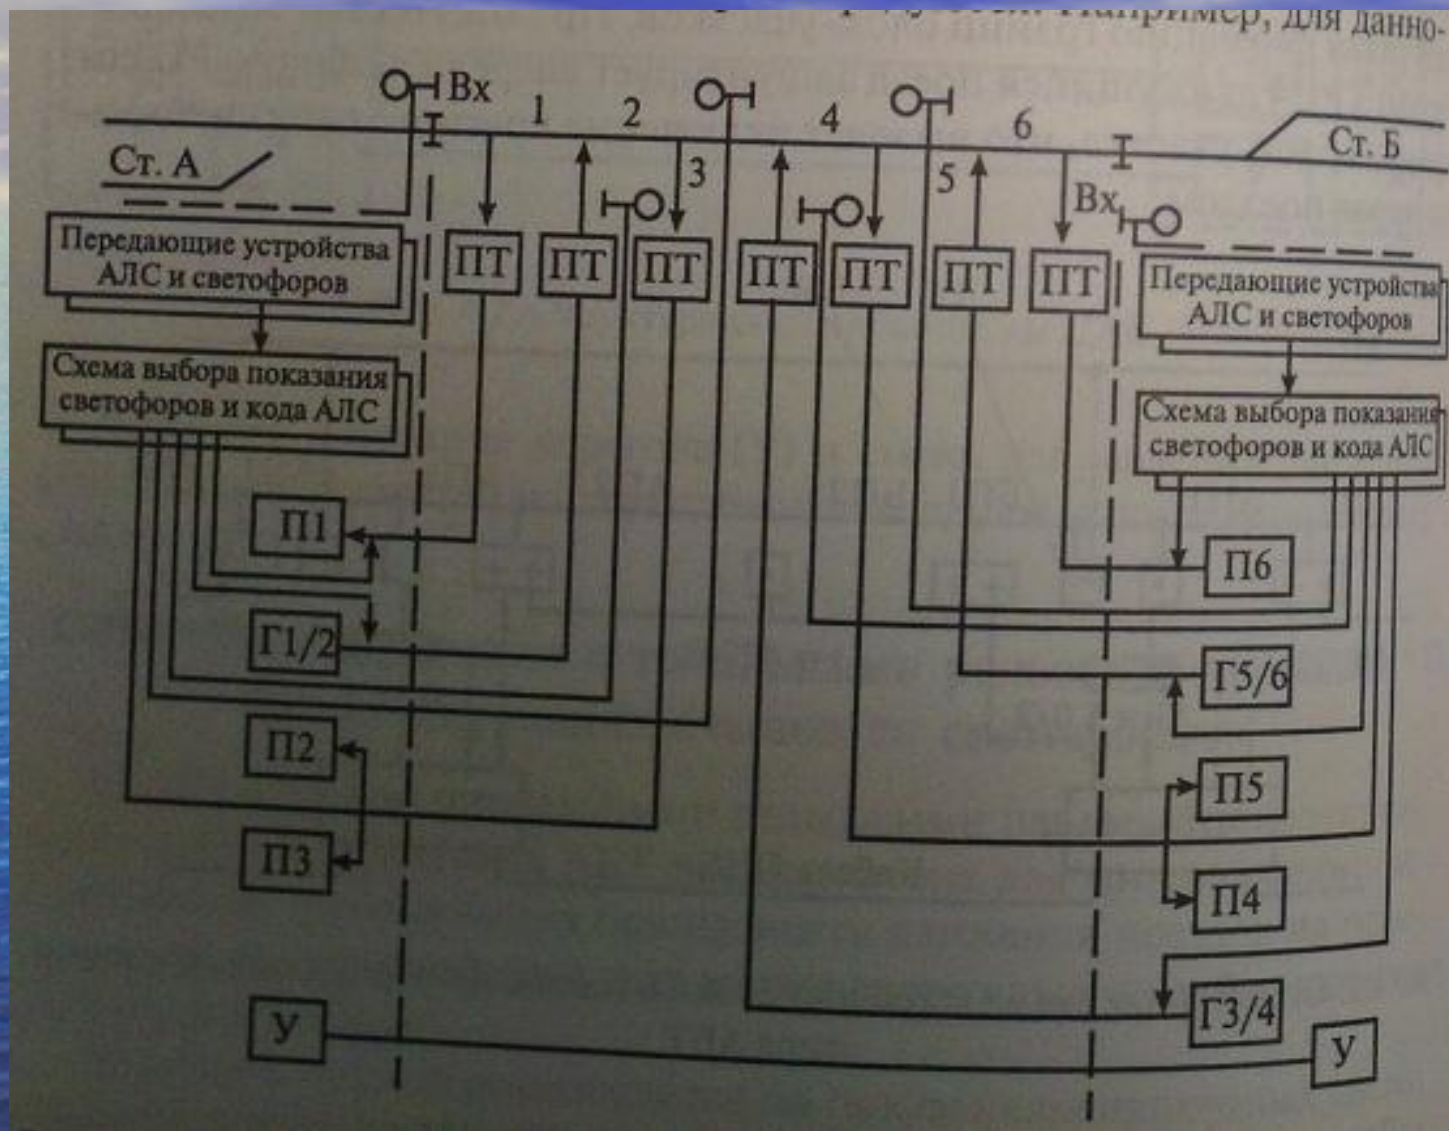 Например, для данно-
Вх 1 2 4 6
Ст. А 3 5 Ст. Б
Вх
Передающие устройства
АЛС и светофоров
ПТ ПТ ПТ ПТ ПТ ПТ ПТ
Передающие устройства
АЛС и светофоров
Схема выбора показания
светофоров и кода АЛС
Схема выбора показания
светофоров и кода АЛС
П1
П6
Г1/2
Г5/6
П2
П5
П3
П4
Г3/4
У
У